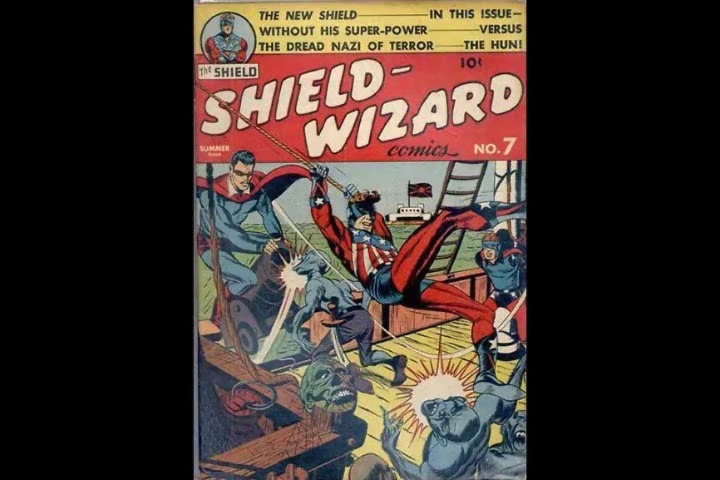 THE NEW SHIELD — IN THIS ISSUE—
WITHOUT HIS SUPER-POWER — VERSUS
THE DREAD NAZI OF TERROR — THE HUN!
The SHIELD
10¢
SHIELD-
WIZARD
comics
NO. 7
SUMMER